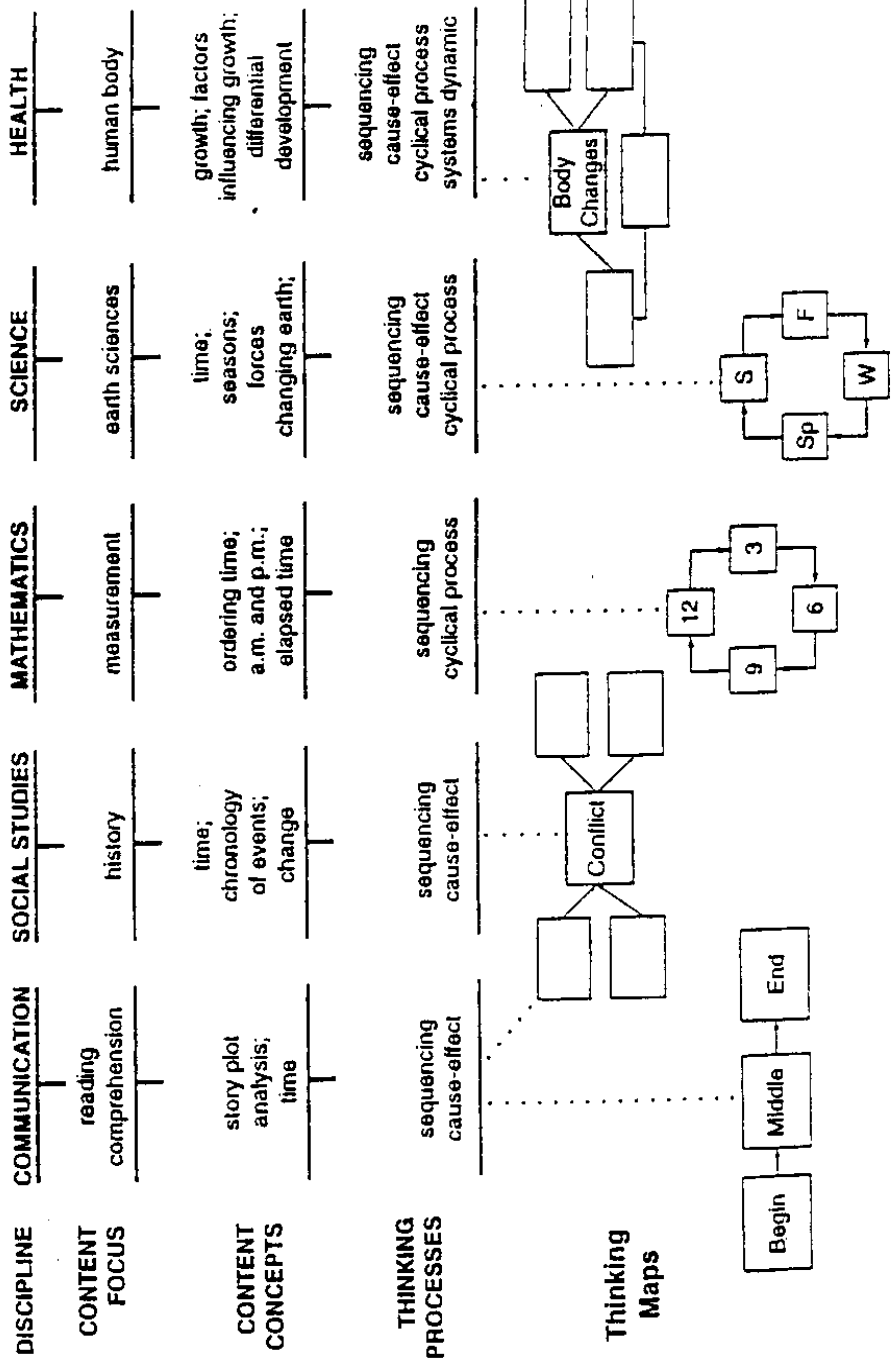 DISCIPLINE COMMUNICATION SOCIAL STUDIES MATHEMATICS SCIENCE HEALTH
CONTENT
FOCUS
reading
comprehension
history
measurement
earth sciences
human body
CONTENT
CONCEPTS
story plot
analysis;
time
time;
chronology
of events;
change
ordering time;
a.m. and p.m.;
elapsed time
time;
seasons;
forces
changing earth;
growth; factors
influencing growth;
differential
development
THINKING
PROCESSES
sequencing
cause-effect
sequencing
cause-effect
sequencing
cyclical process
sequencing
cause-effect
cyclical process
sequencing
cause-effect
cyclical process
systems dynamic
Thinking
Maps
Begin
Middle
End
Conflict
12
3
6
9
S
F
W
Sp
Body
Changes